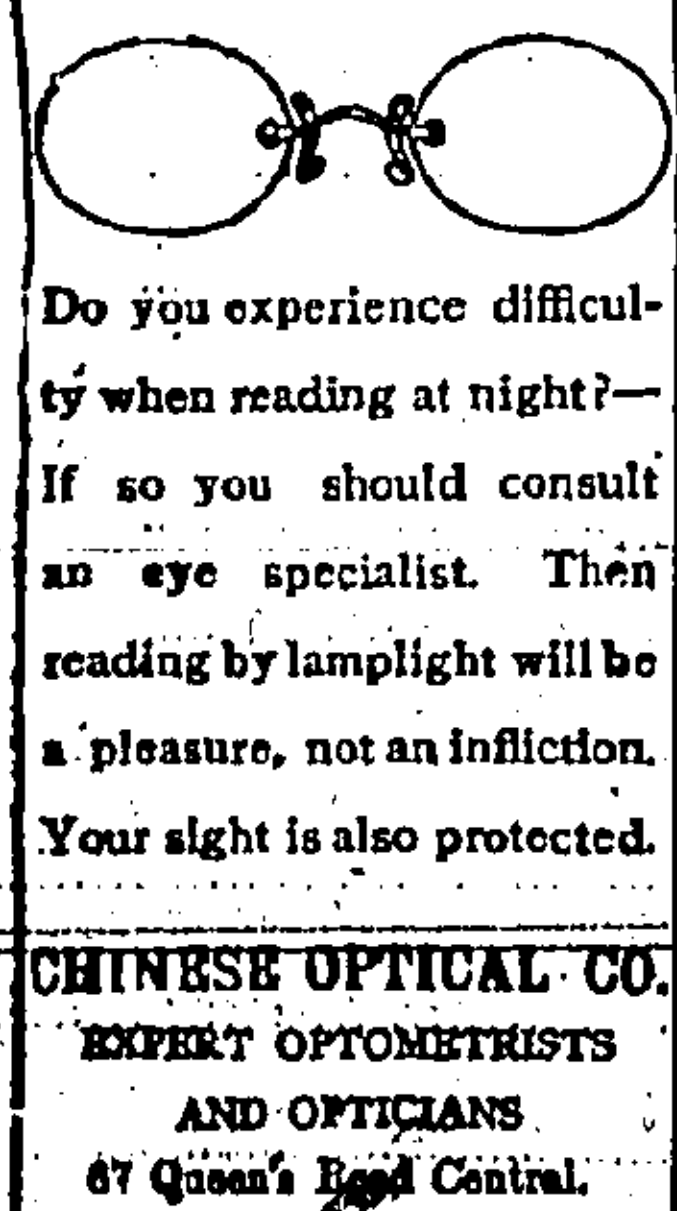 Do you experience difficul-
ty when reading at night?—
If so you should consult
an eye specialist. Then
reading by lamplight will be
a pleasure, not an infliction.
Your sight is also protected.
CHINESE OPTICAL CO.
EXPERT OPTOMETRISTS
AND OPTICIANS
67 Queen's Road Central.